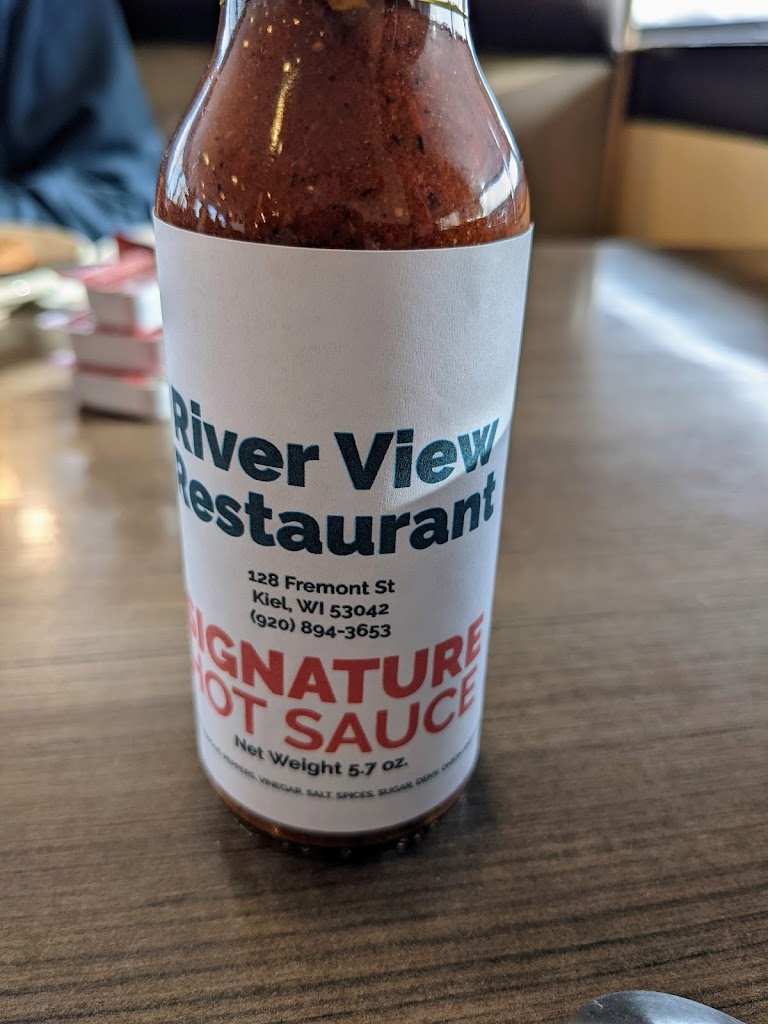 River View
Restaurant
128 Fremont St
Kiel, WI 53042
(920) 894-3653
SIGNATURE
HOT SAUCE
Net Weight 5.7 oz.
PEPPERS, VINEGAR, SALT, SPICES, SUGAR,